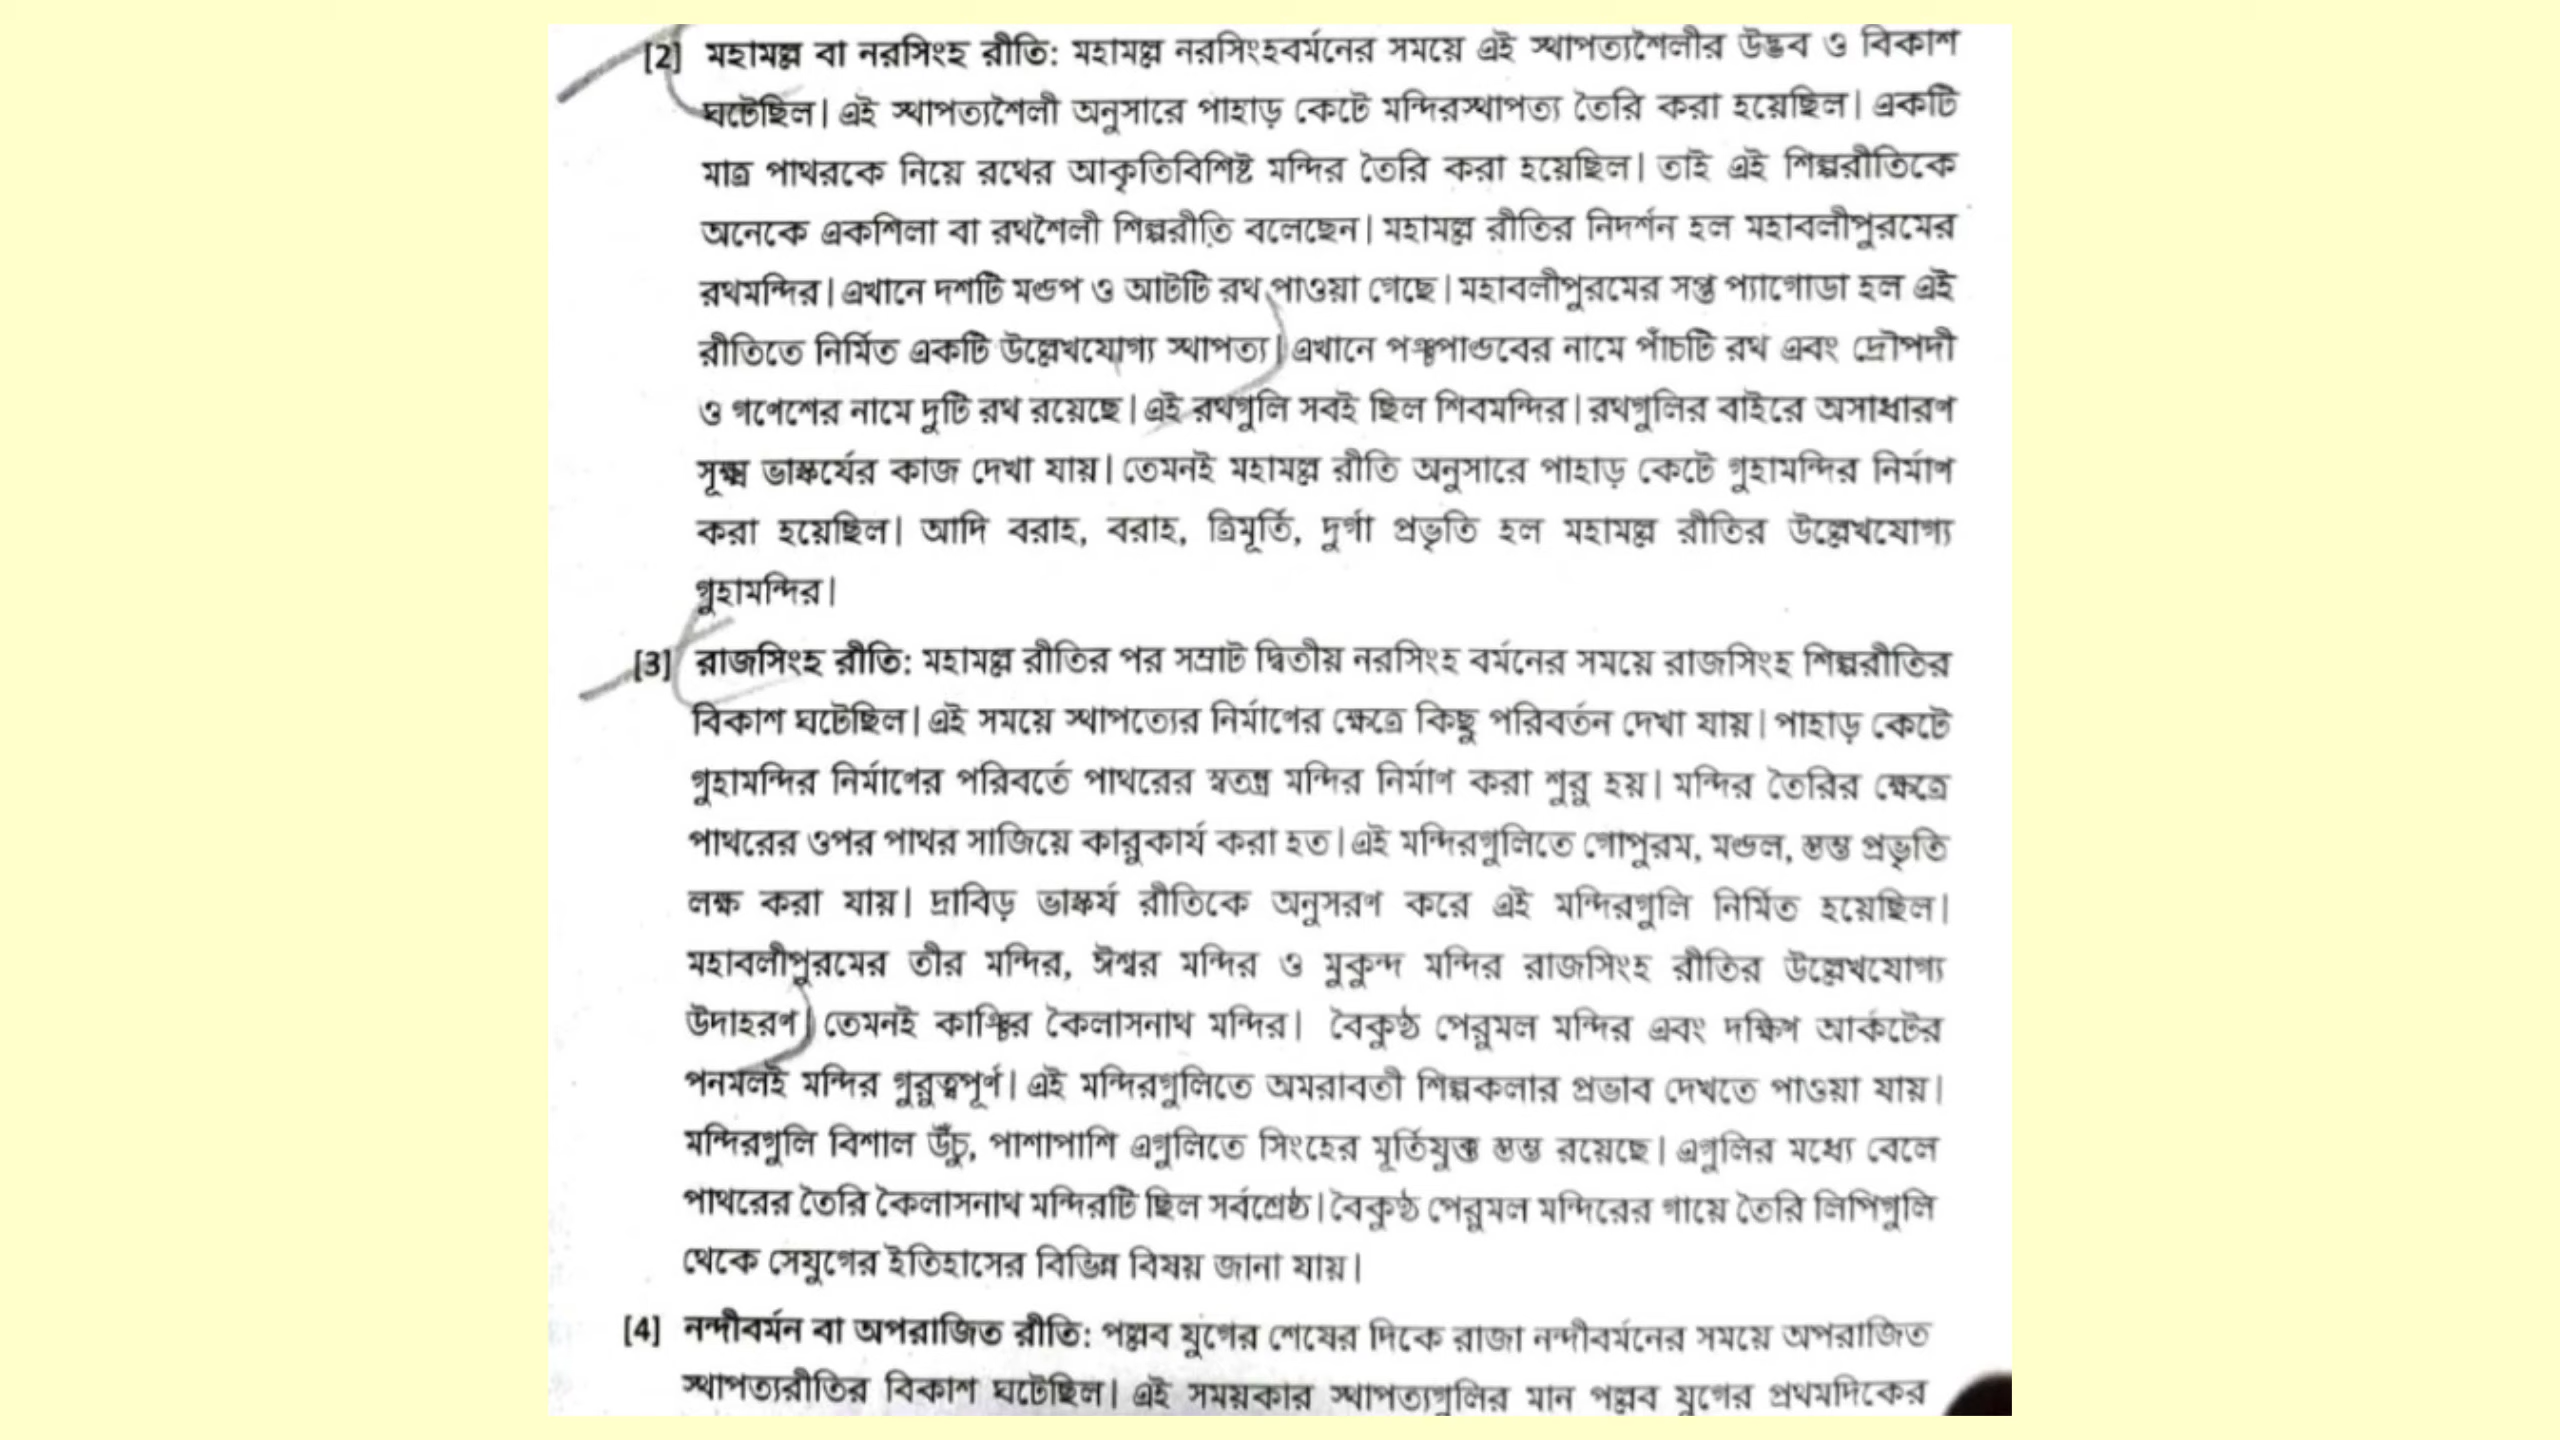 [2] মহামল্ল বা নরসিংহ রীতি: মহামল্ল নরসিংহবর্মনের সময়ে এই স্থাপত্যশৈলীর উদ্ভব ও বিকাশ
ঘটেছিল। এই স্থাপত্যশৈলী অনুসারে পাহাড় কেটে মন্দিরস্থাপত্য তৈরি করা হয়েছিল। একটি
মাত্র পাথরকে নিয়ে রথের আকৃতিবিশিষ্ট মন্দির তৈরি করা হয়েছিল। তাই এই শিল্পরীতিকে
অনেকে একশিলা বা রথশৈলী শিল্পরীতি বলেছেন। মহামল্ল রীতির নিদর্শন হল মহাবলীপুরমের
রথমন্দির। এখানে দশটি মণ্ডপ ও আটটি রথ পাওয়া গেছে। মহাবলীপুরমের সপ্ত প্যাগোডা হল এই
রীতিতে নির্মিত একটি উল্লেখযোগ্য স্থাপত্য। এখানে পঞ্চপাণ্ডবের নামে পাঁচটি রথ এবং দ্রৌপদী
ও গণেশের নামে দুটি রথ রয়েছে। এই রথগুলি সবই ছিল শিবমন্দির। রথগুলির বাইরে অসাধারণ
সূক্ষ্ম ভাস্কর্যের কাজ দেখা যায়। তেমনই মহামল্ল রীতি অনুসারে পাহাড় কেটে গুহামন্দির নির্মাণ
করা হয়েছিল। আদি বরাহ, বরাহ, ত্রিমূর্তি, দুর্গা প্রভৃতি হল মহামল্ল রীতির উল্লেখযোগ্য
গুহামন্দির।
[3] রাজসিংহ রীতি: মহামল্ল রীতির পর সম্রাট দ্বিতীয় নরসিংহ বর্মনের সময়ে রাজসিংহ শিল্পরীতির
বিকাশ ঘটেছিল। এই সময়ে স্থাপত্যের নির্মাণের ক্ষেত্রে কিছু পরিবর্তন দেখা যায়। পাহাড় কেটে
গুহামন্দির নির্মাণের পরিবর্তে পাথরের স্বতন্ত্র মন্দির নির্মাণ করা শুরু হয়। মন্দির তৈরির ক্ষেত্রে
পাথরের ওপর পাথর সাজিয়ে কারুকার্য করা হত। এই মন্দিরগুলিতে গোপুরম, মণ্ডল, স্তম্ভ প্রভৃতি
লক্ষ করা যায়। দ্রাবিড় ভাস্কর্য রীতিকে অনুসরণ করে এই মন্দিরগুলি নির্মিত হয়েছিল।
মহাবলীপুরমের তীর মন্দির, ঈশ্বর মন্দির ও মুকুন্দ মন্দির রাজসিংহ রীতির উল্লেখযোগ্য
উদাহরণ। তেমনই কাঞ্চির কৈলাসনাথ মন্দির। বৈকুণ্ঠ পেরুমল মন্দির এবং দক্ষিণ আর্কটের
পনমলই মন্দির গুরুত্বপূর্ণ। এই মন্দিরগুলিতে অমরাবতী শিল্পকলার প্রভাব দেখতে পাওয়া যায়।
মন্দিরগুলি বিশাল উঁচু, পাশাপাশি এগুলিতে সিংহের মূর্তিযুক্ত স্তম্ভ রয়েছে। এগুলির মধ্যে বেলে
পাথরের তৈরি কৈলাসনাথ মন্দিরটি ছিল সর্বশ্রেষ্ঠ। বৈকুণ্ঠ পেরুমল মন্দিরের গায়ে তৈরি লিপিগুলি
থেকে সেযুগের ইতিহাসের বিভিন্ন বিষয় জানা যায়।
[4] নন্দীবর্মন বা অপরাজিত রীতি: পল্লব যুগের শেষের দিকে রাজা নন্দীবর্মনের সময়ে অপরাজিত
স্থাপত্যরীতির বিকাশ ঘটেছিল। এই সময়কার স্থাপত্যগুলির মান পল্লব যুগের প্রথমদিকের